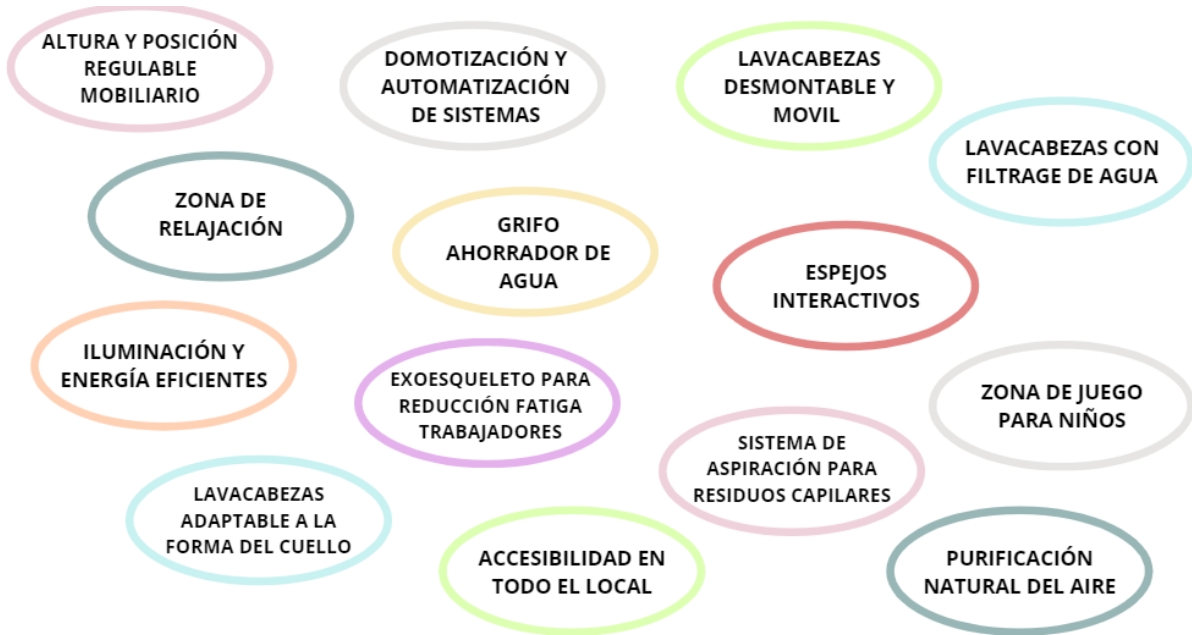 ALTURA Y POSICIÓN
REGULABLE
MOBILIARIO
DOMOTIZACIÓN Y
AUTOMATIZACIÓN
DE SISTEMAS
LAVACABEZAS
DESMONTABLE Y
MOVIL
LAVACABEZAS CON
FILTRAGE DE AGUA
ZONA DE
RELAJACIÓN
GRIFO
AHORRADOR DE
AGUA
ESPEJOS
INTERACTIVOS
ILUMINACIÓN Y
ENERGÍA EFICIENTES
EXOESQUELETO PARA
REDUCCIÓN FATIGA
TRABAJADORES
ZONA DE JUEGO
PARA NIÑOS
SISTEMA DE
ASPIRACIÓN PARA
RESIDUOS CAPILARES
LAVACABEZAS
ADAPTABLE A LA
FORMA DEL CUELLO
ACCESIBILIDAD EN
TODO EL LOCAL
PURIFICACIÓN
NATURAL DEL AIRE